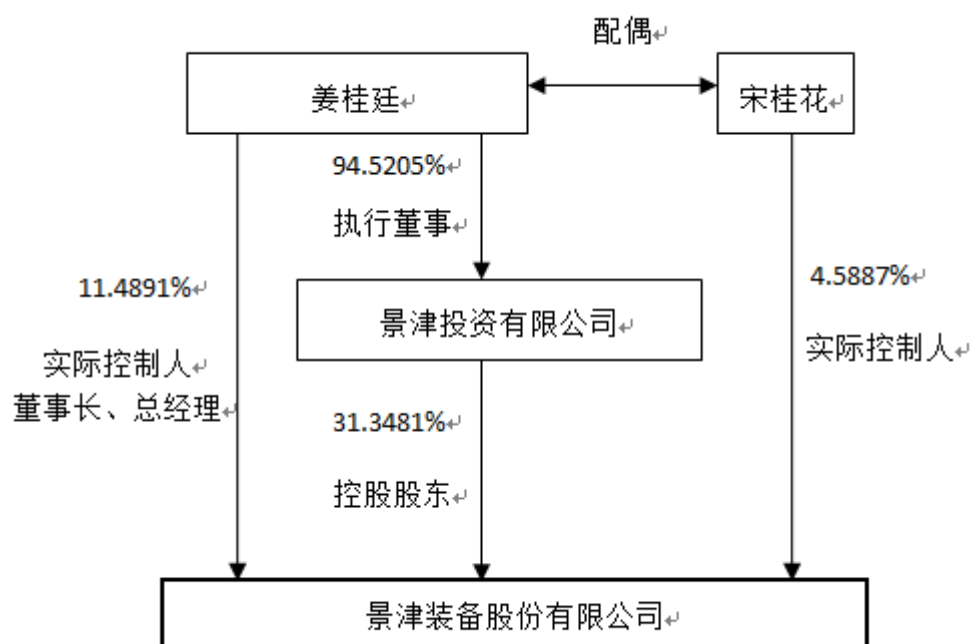 配偶
姜桂廷
宋桂花
94.5205%
执行董事
11.4891%
实际控制人
董事长、总经理
景津投资有限公司
4.5887%
实际控制人
31.3481%
控股股东
景津装备股份有限公司